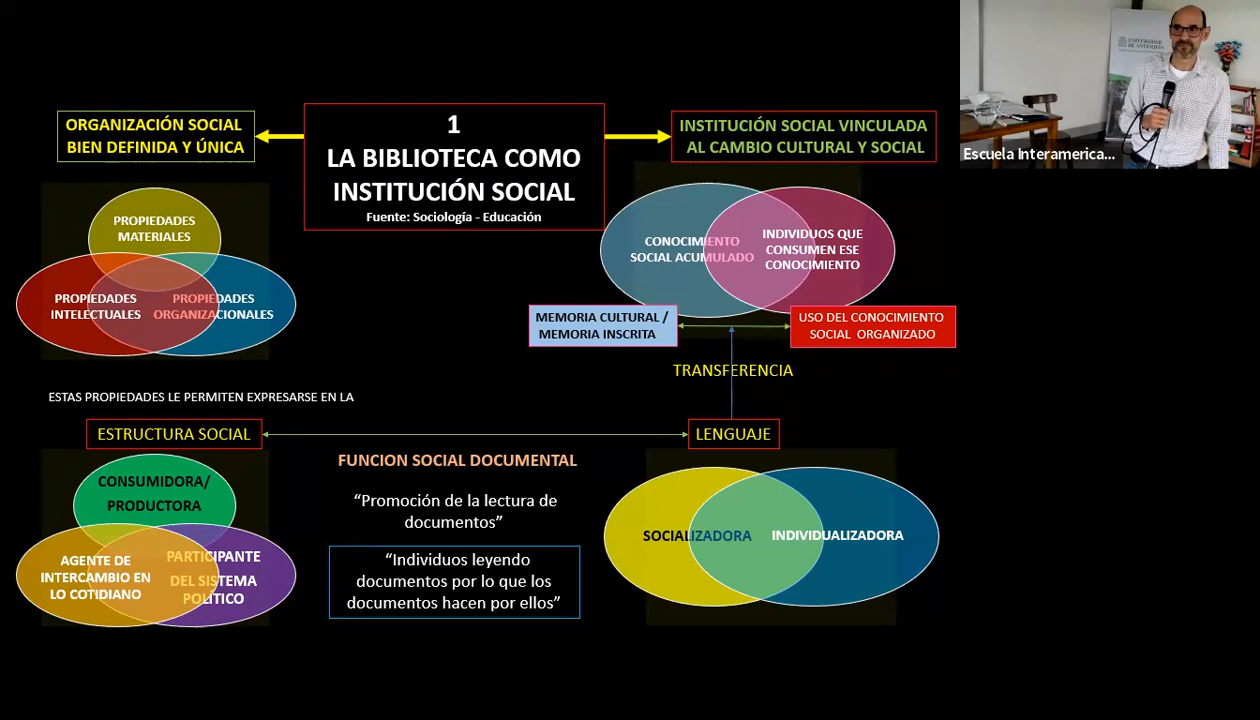 1
LA BIBLIOTECA COMO
INSTITUCIÓN SOCIAL
Fuente: Sociología - Educación
ORGANIZACIÓN SOCIAL
BIEN DEFINIDA Y ÚNICA
INSTITUCIÓN SOCIAL VINCULADA
AL CAMBIO CULTURAL Y SOCIAL
UNIVERSIDAD
DE ANTIOQUIA
Escuela Interamerica...
PROPIEDADES
MATERIALES
PROPIEDADES
INTELECTUALES
PROPIEDADES
ORGANIZACIONALES
CONOCIMIENTO
SOCIAL ACUMULADO
INDIVIDUOS QUE
CONSUMEN ESE
CONOCIMIENTO
MEMORIA CULTURAL /
MEMORIA INSCRITA
USO DEL CONOCIMIENTO
SOCIAL ORGANIZADO
TRANSFERENCIA
ESTAS PROPIEDADES LE PERMITEN EXPRESARSE EN LA
ESTRUCTURA SOCIAL
LENGUAJE
CONSUMIDORA/
PRODUCTORA
AGENTE DE
INTERCAMBIO EN
LO COTIDIANO
PARTICIPANTE
DEL SISTEMA
POLÍTICO
FUNCION SOCIAL DOCUMENTAL
“Promoción de la lectura de
documentos”
“Individuos leyendo
documentos por lo que los
documentos hacen por ellos”
SOCIALIZADORA
INDIVIDUALIZADORA